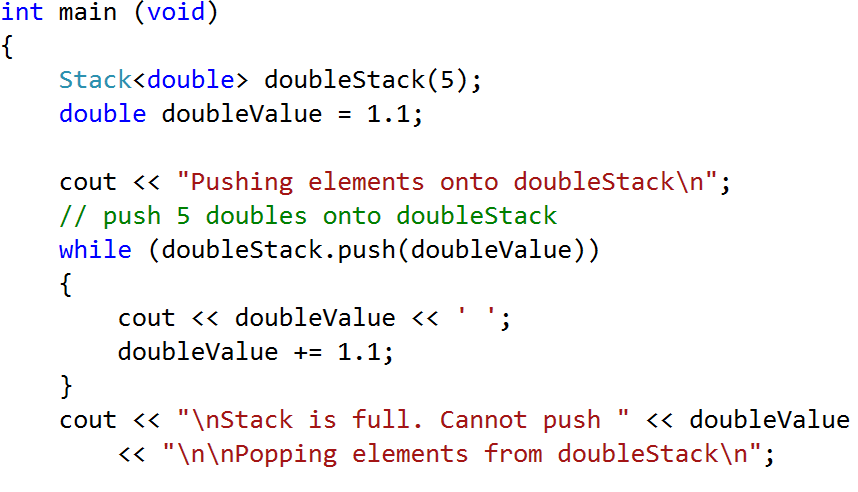 int main (void)
{
    Stack<double> doubleStack(5);
    double doubleValue = 1.1;

    cout << "Pushing elements onto doubleStack\n";
    // push 5 doubles onto doubleStack
    while (doubleStack.push(doubleValue))
    {
        cout << doubleValue << ' ';
        doubleValue += 1.1;
    }
    cout << "\nStack is full. Cannot push " << doubleValue
        << "\n\nPopping elements from doubleStack\n";